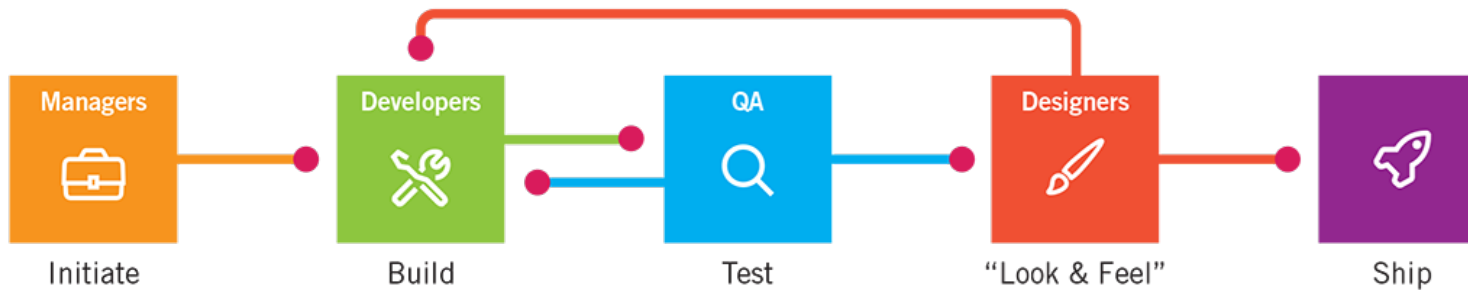 Managers
Developers
QA
Designers
Initiate
Build
Test
“Look & Feel”
Ship